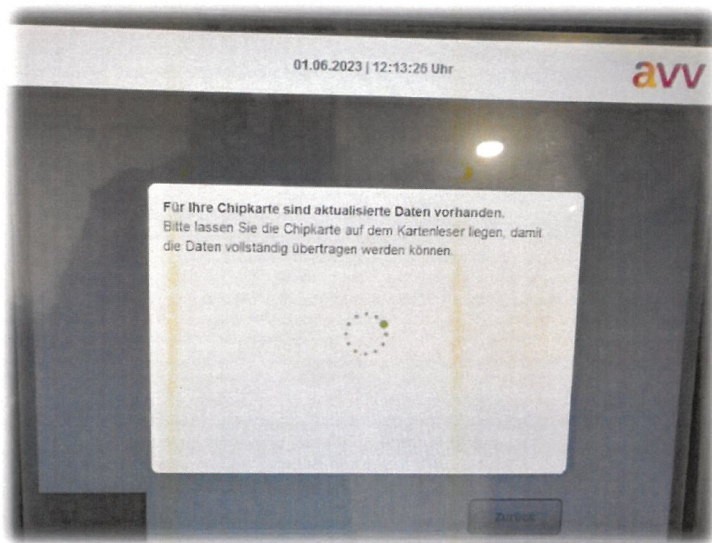 01.06.2023 | 12:13:26 Uhr
avv
Für Ihre Chipkarte sind aktualisierte Daten vorhanden.
Bitte lassen Sie die Chipkarte auf dem Kartenleser liegen, damit
die Daten vollständig übertragen werden können.
Zurück